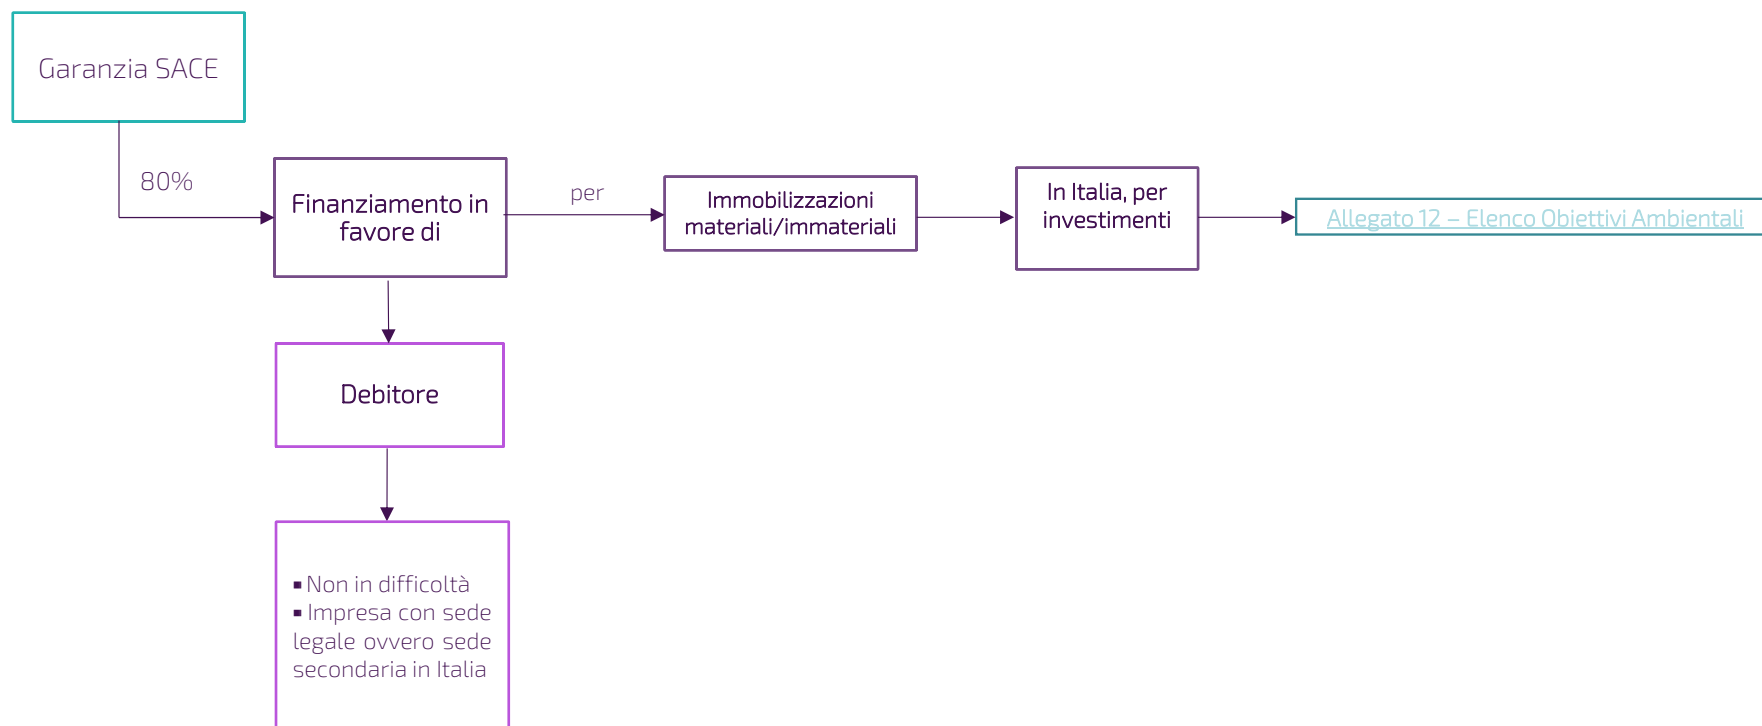 Garanzia SACE
80%
Finanziamento in
favore di
per
Immobilizzazioni
materiali/immateriali
In Italia, per
investimenti
Allegato 12 – Elenco Obiettivi Ambientali
Debitore
▪ Non in difficoltà
▪ Impresa con sede
legale ovvero sede
secondaria in Italia